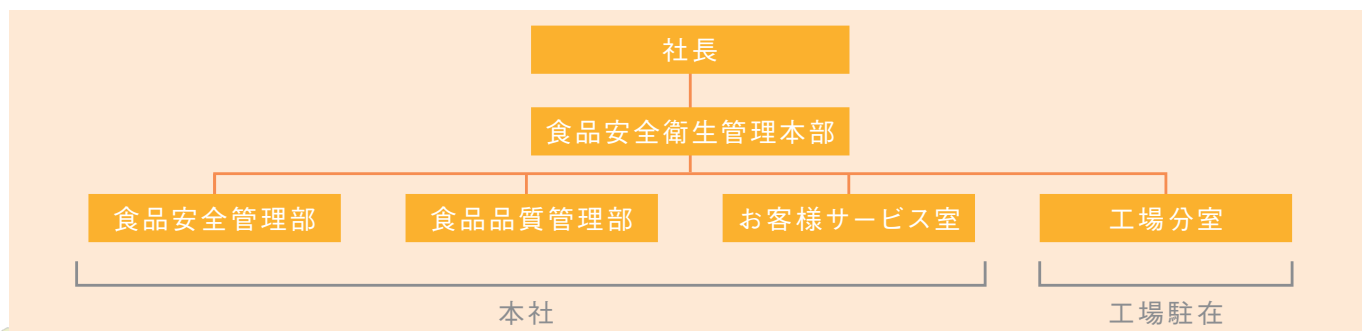 社長
食品安全衛生管理本部
食品安全管理部
食品品質管理部
お客様サービス室
工場分室
本社
工場駐在